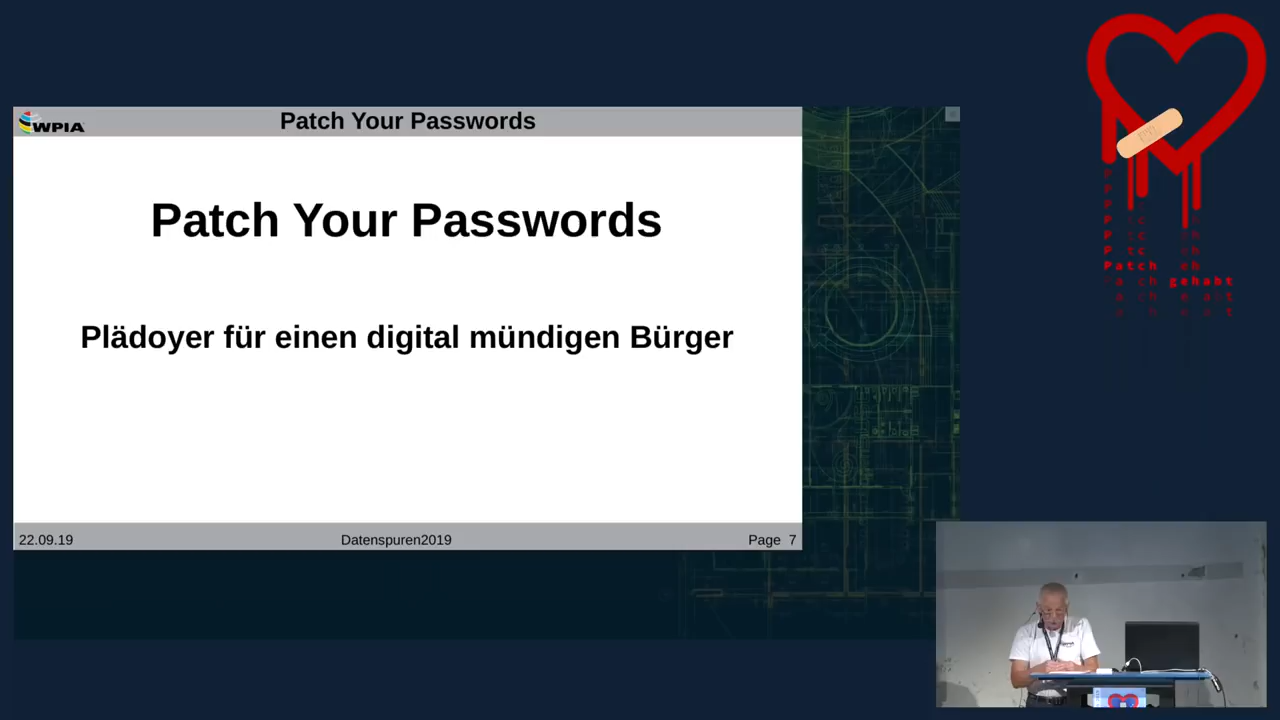 WPIA
Patch Your Passwords
Patch Your Passwords
Plädoyer für einen digital mündigen Bürger
22.09.19
Datenspuren2019
Page 7
Patch
gehabt